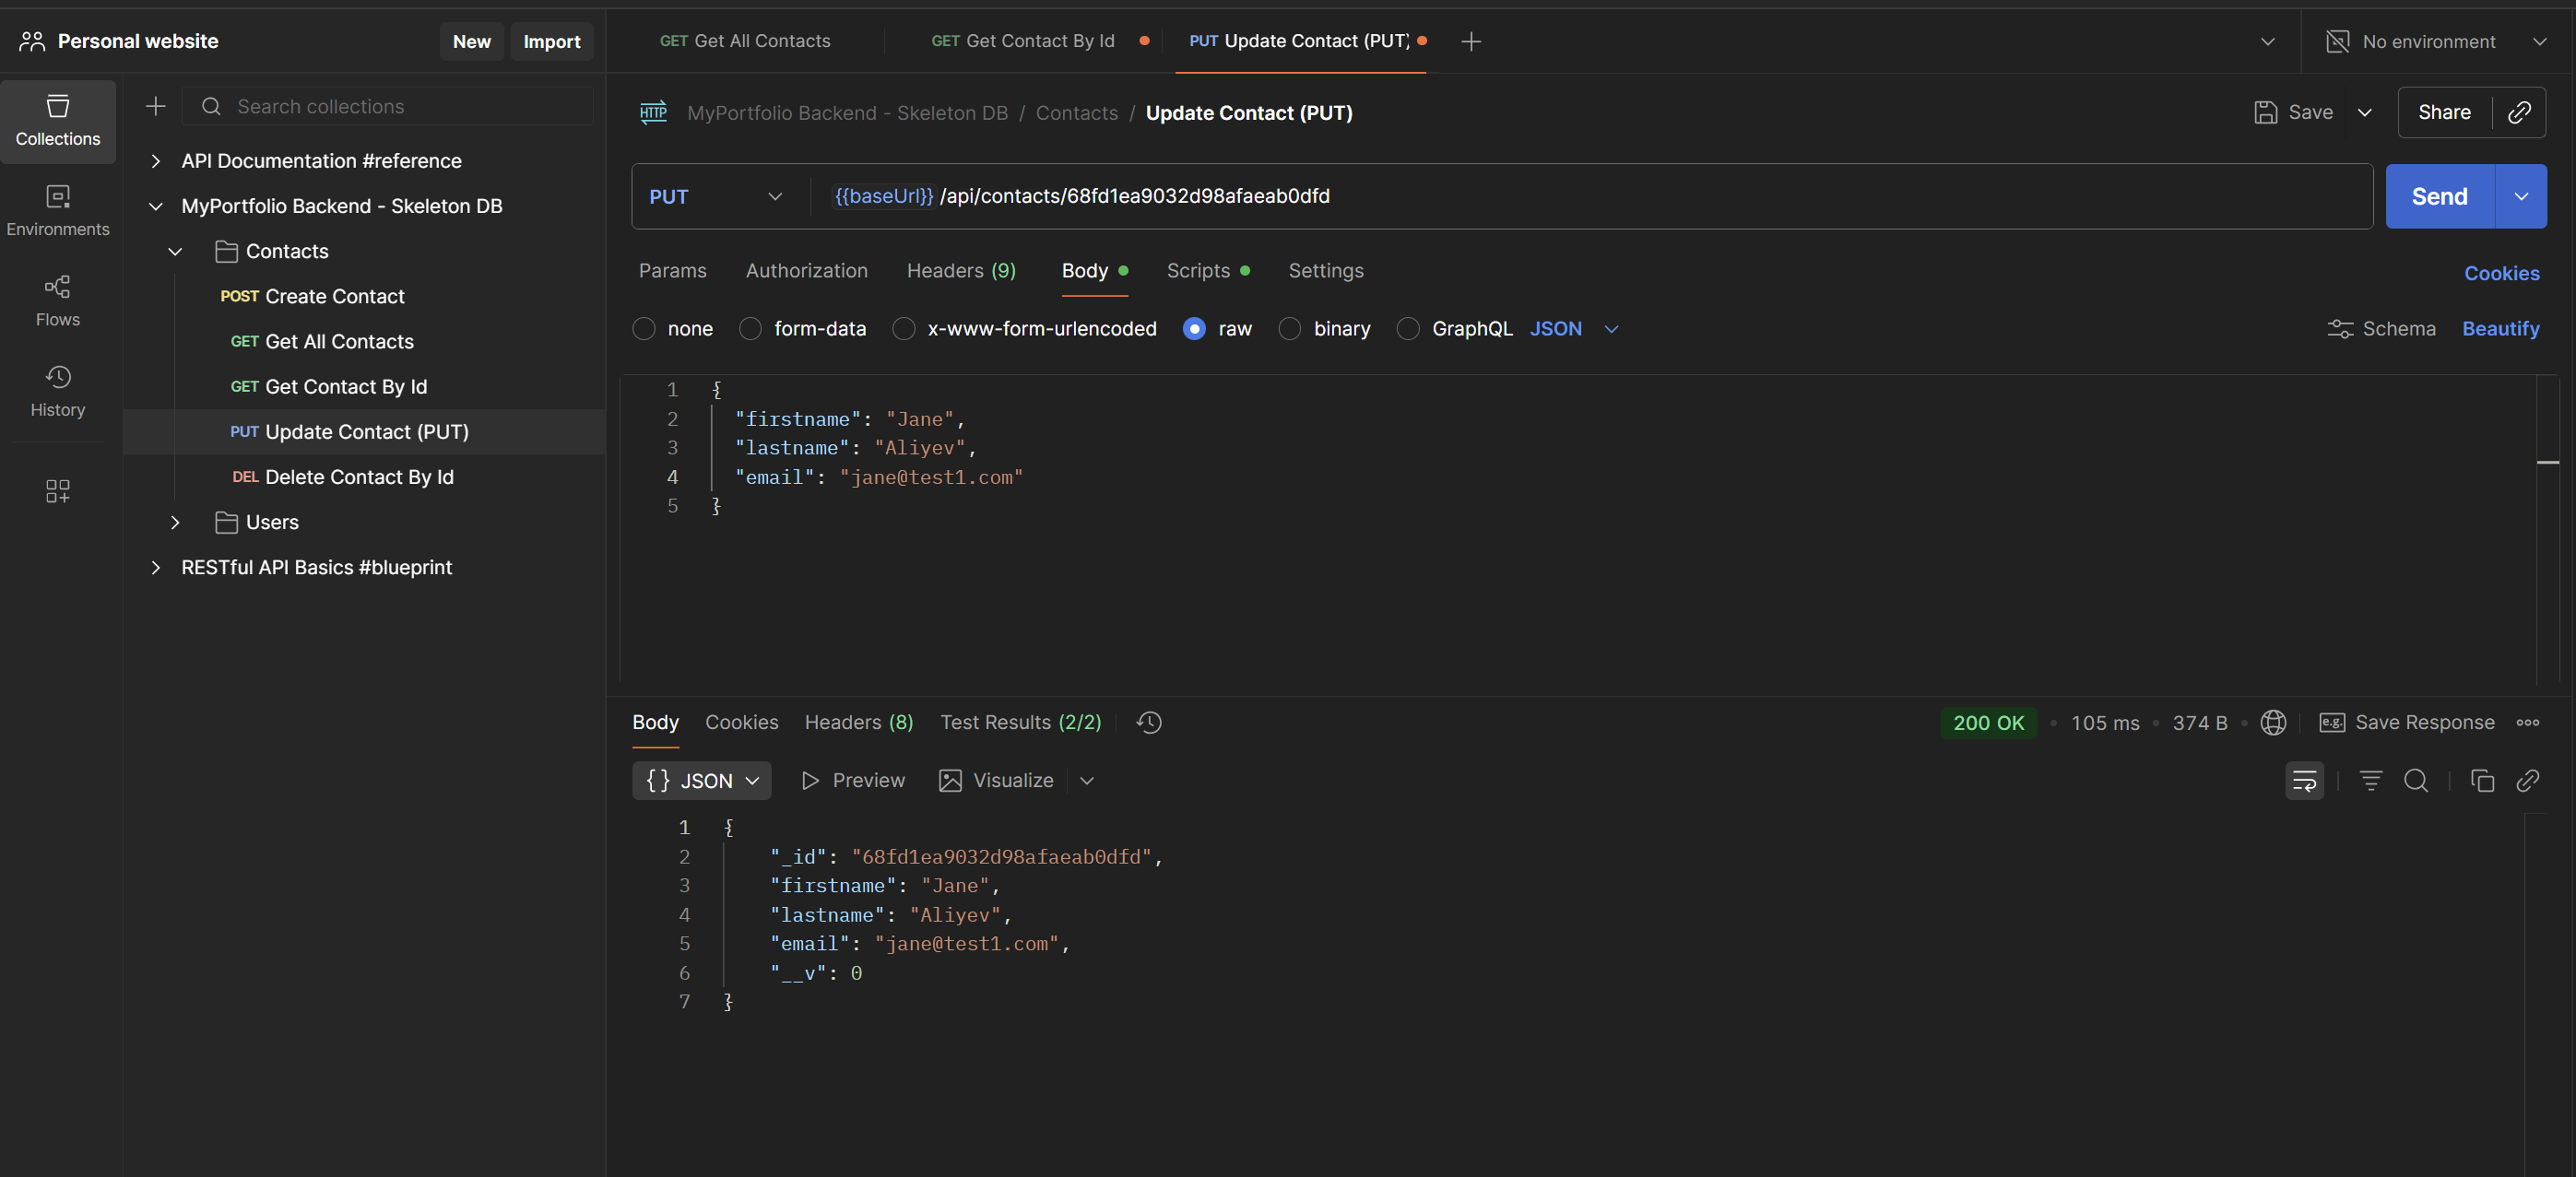 Personal website New Import
GET Get All Contacts GET Get Contact By Id PUT Update Contact (PUT) No environment
Collections
Environments
Flows
History
Search collections
API Documentation #reference
MyPortfolio Backend - Skeleton DB
Contacts
POST Create Contact
GET Get All Contacts
GET Get Contact By Id
PUT Update Contact (PUT)
DEL Delete Contact By Id
Users
RESTful API Basics #blueprint
HTTP MyPortfolio Backend - Skeleton DB / Contacts / Update Contact (PUT) Save Share
PUT {{baseUrl}} /api/contacts/68fd1ea9032d98afaeab0dfd Send
Params Authorization Headers (9) Body Scripts Settings Cookies
none form-data x-www-form-urlencoded raw binary GraphQL JSON Schema Beautify
1 {
2 "firstname": "Jane",
3 "lastname": "Aliyev",
4 "email": "jane@test1.com"
5 }
Body Cookies Headers (8) Test Results (2/2) 200 OK • 105 ms • 374 B • e.g. Save Response
{} JSON Preview Visualize
1 {
2 "_id": "68fd1ea9032d98afaeab0dfd",
3 "firstname": "Jane",
4 "lastname": "Aliyev",
5 "email": "jane@test1.com",
6 "__v": 0
7 }